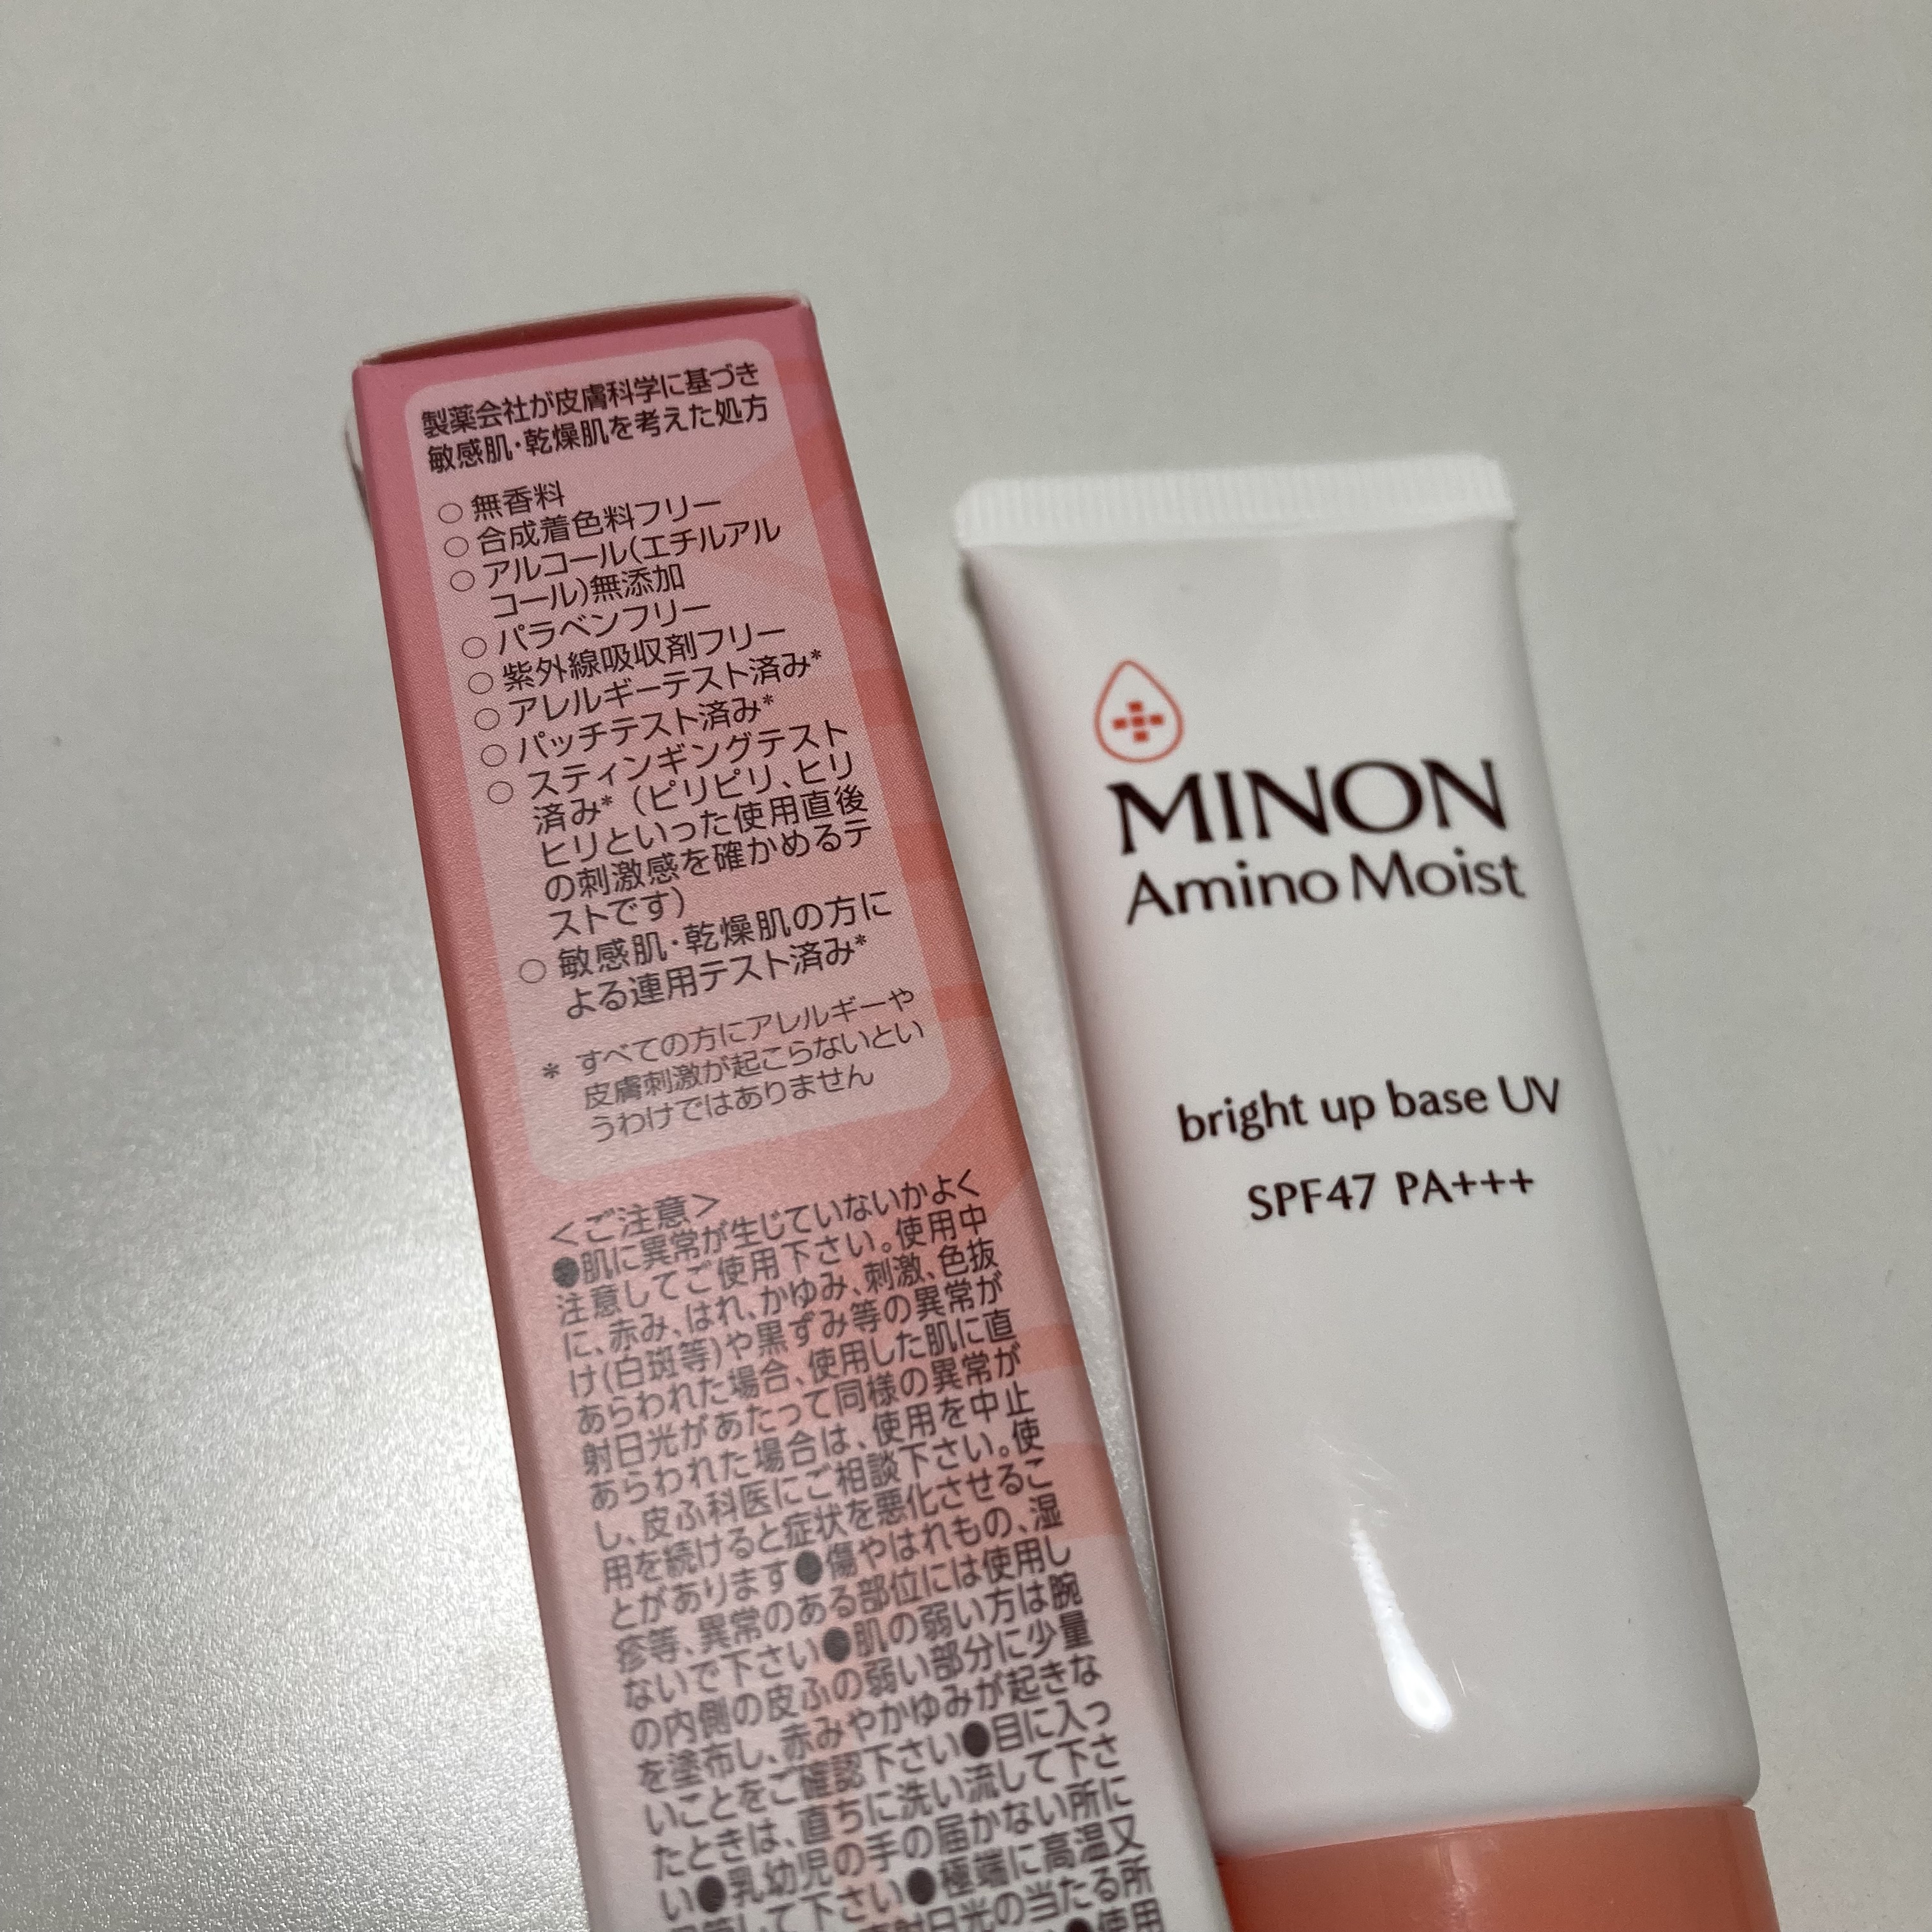 製薬会社が皮膚科学に基づき
敏感肌・乾燥肌を考えた処方
○ 無香料
○ 合成着色料フリー
○ アルコール(エチルアル
コール)無添加
○ パラベンフリー
○ 紫外線吸収剤フリー
○ アレルギーテスト済み*
○ パッチテスト済み*
○ スティンギングテスト
済み* (ピリピリ、ヒリ
ヒリといった使用直後
の刺激感を確かめるテ
ストです)
○ 敏感肌・乾燥肌の方に
よる連用テスト済み*
* すべての方にアレルギーや
皮膚刺激が起こらないとい
うわけではありません
<ご注意>
●肌に異常が生じていないかよく
注意してご使用下さい。使用中
に、赤み、はれ、かゆみ、刺激、色抜
け(白斑等)や黒ずみ等の異常が
あらわれた場合、使用した肌に直
射日光があたって同様の異常が
あらわれた場合は、使用を中止
し、皮ふ科医にご相談下さい。使
用を続けると症状を悪化させるこ
とがあります●傷やはれもの、湿
疹等、異常のある部位には使用し
ないで下さい●肌の弱い方は腕
の内側の皮ふの弱い部分に少量
を塗布し、赤みやかゆみが起きな
いことをご確認下さい●目に入っ
たときは、直ちに洗い流して下さ
い●乳幼児の手の届かない所に
して下さい●極端に高温又
射日光の当たる所
●使用
MINON
Amino Moist
bright up base UV
SPF47 PA+++